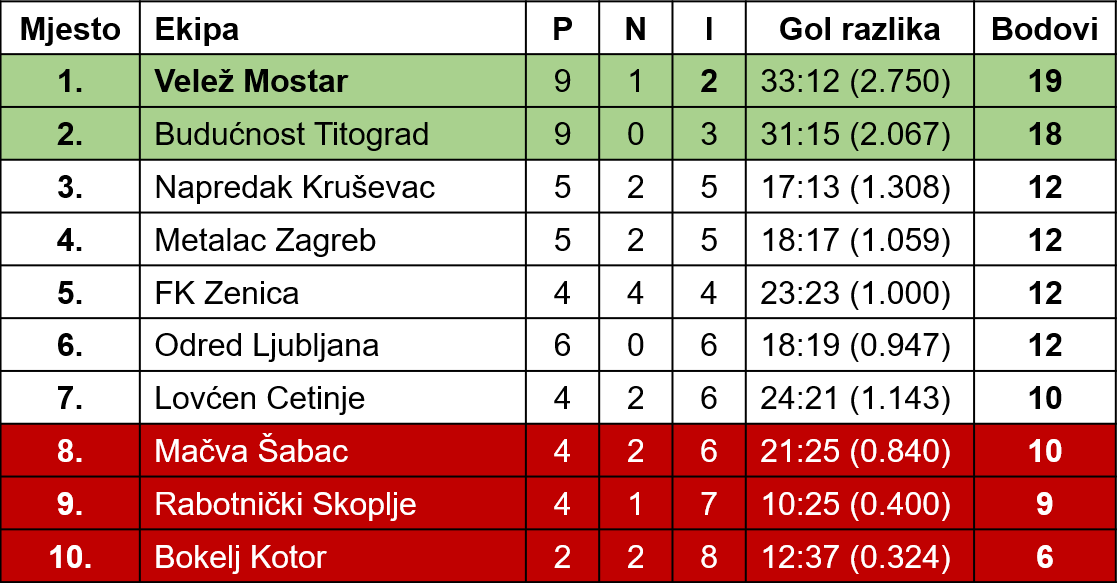 Mjesto Ekipa P N I Gol razlika Bodovi
1. Velež Mostar 9 1 2 33:12 (2.750) 19
2. Budućnost Titograd 9 0 3 31:15 (2.067) 18
3. Napredak Kruševac 5 2 5 17:13 (1.308) 12
4. Metalac Zagreb 5 2 5 18:17 (1.059) 12
5. FK Zenica 4 4 4 23:23 (1.000) 12
6. Odred Ljubljana 6 0 6 18:19 (0.947) 12
7. Lovćen Cetinje 4 2 6 24:21 (1.143) 10
8. Mačva Šabac 4 2 6 21:25 (0.840) 10
9. Rabotnički Skoplje 4 1 7 10:25 (0.400) 9
10. Bokelj Kotor 2 2 8 12:37 (0.324) 6